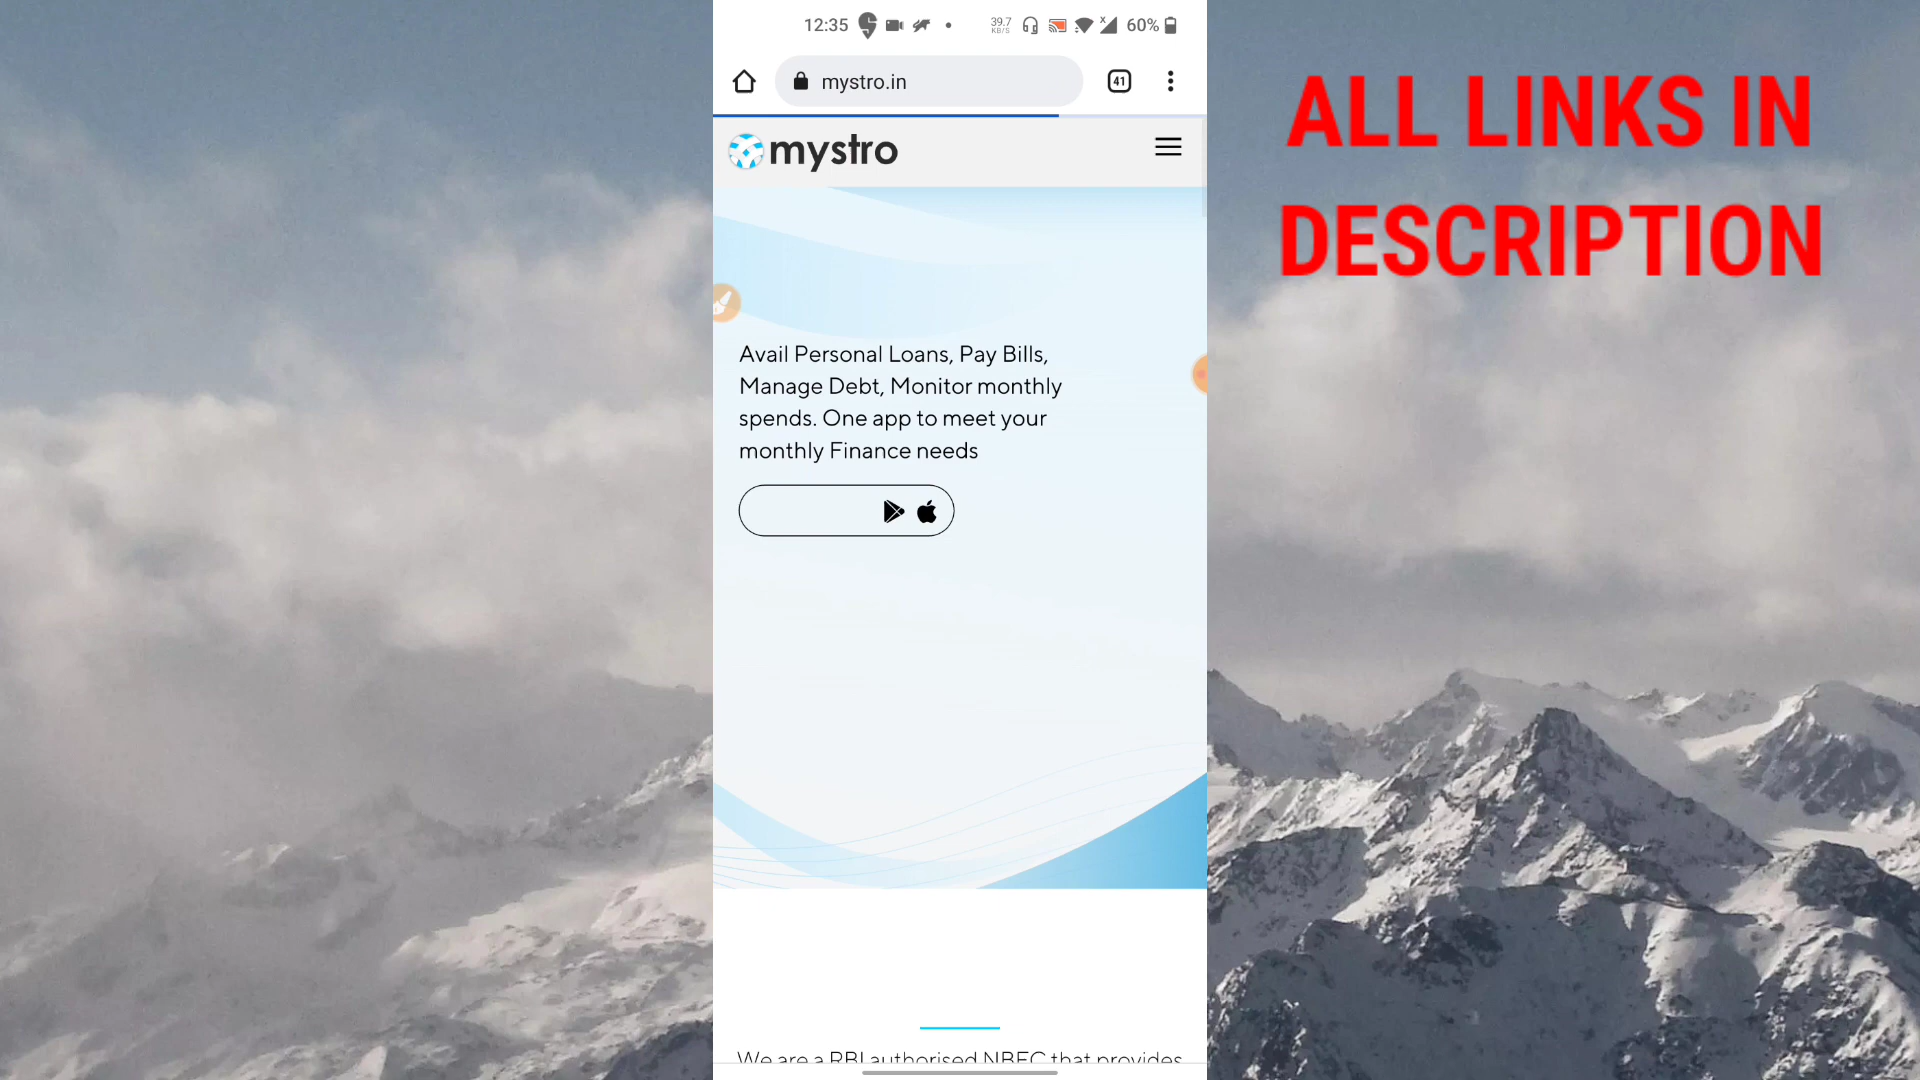 12:35
39.7
KB/S
60%
mystro.in
41
mystro
Avail Personal Loans, Pay Bills,
Manage Debt, Monitor monthly
spends. One app to meet your
monthly Finance needs
We are a RBI authorised NBFC that provides
ALL LINKS IN
DESCRIPTION